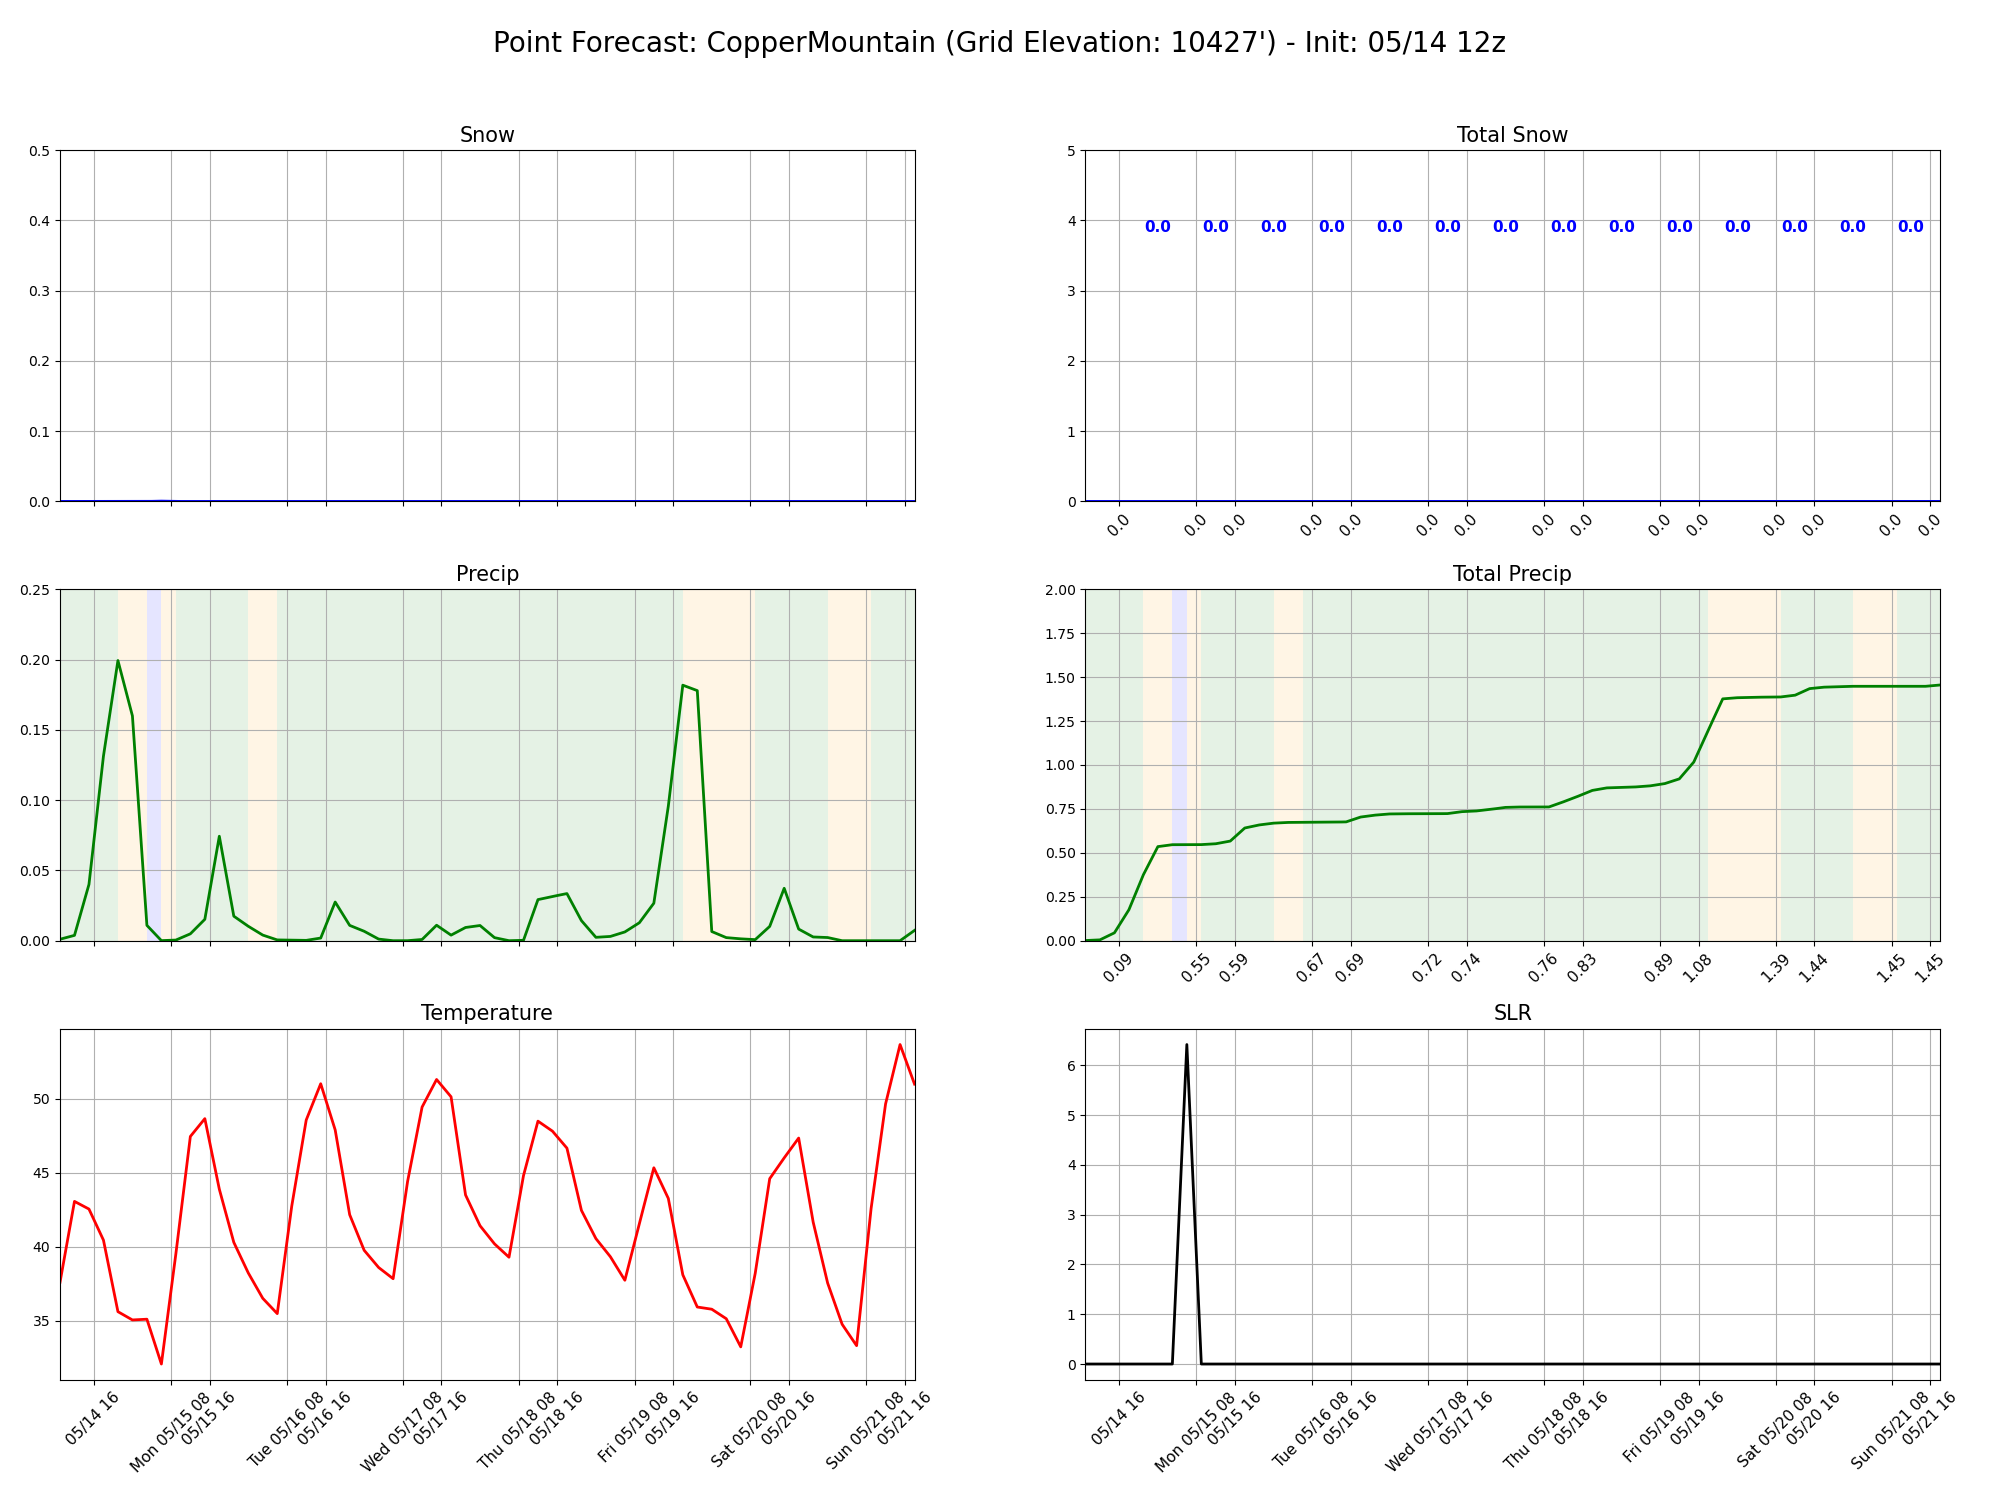 Point Forecast: CopperMountain (Grid Elevation: 10427') - Init: 05/14 12z
Snow
0.5
0.4
0.3
0.2
0.1
0.0
Total Snow
5
4
3
2
1
0
0.0 0.0 0.0 0.0 0.0 0.0 0.0 0.0 0.0 0.0 0.0 0.0 0.0 0.0
0.0 0.0 0.0 0.0 0.0 0.0 0.0 0.0 0.0 0.0 0.0 0.0 0.0 0.0 0.0
Precip
0.25
0.20
0.15
0.10
0.05
0.00
Total Precip
2.00
1.75
1.50
1.25
1.00
0.75
0.50
0.25
0.00
0.09 0.55 0.59 0.67 0.69 0.72 0.74 0.76 0.83 0.89 1.08 1.39 1.44 1.45 1.45
Temperature
50
45
40
35
05/14 16
Mon 05/15 08
05/15 16
Tue 05/16 08
05/16 16
Wed 05/17 08
05/17 16
Thu 05/18 08
05/18 16
Fri 05/19 08
05/19 16
Sat 05/20 08
05/20 16
Sun 05/21 08
05/21 16
SLR
6
5
4
3
2
1
0
05/14 16
Mon 05/15 08
05/15 16
Tue 05/16 08
05/16 16
Wed 05/17 08
05/17 16
Thu 05/18 08
05/18 16
Fri 05/19 08
05/19 16
Sat 05/20 08
05/20 16
Sun 05/21 08
05/21 16